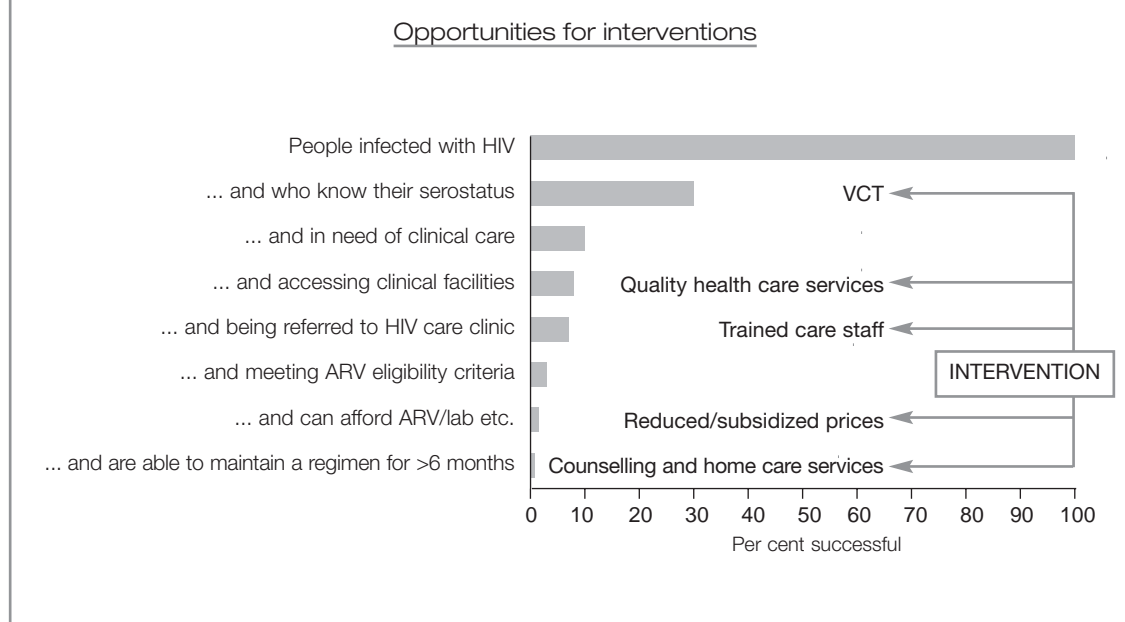 Opportunities for interventions
People infected with HIV
... and who know their serostatus
VCT
... and in need of clinical care
... and accessing clinical facilities
Quality health care services
... and being referred to HIV care clinic
Trained care staff
... and meeting ARV eligibility criteria
INTERVENTION
... and can afford ARV/lab etc.
Reduced/subsidized prices
... and are able to maintain a regimen for >6 months
Counselling and home care services
0 10 20 30 40 50 60 70 80 90 100
Per cent successful